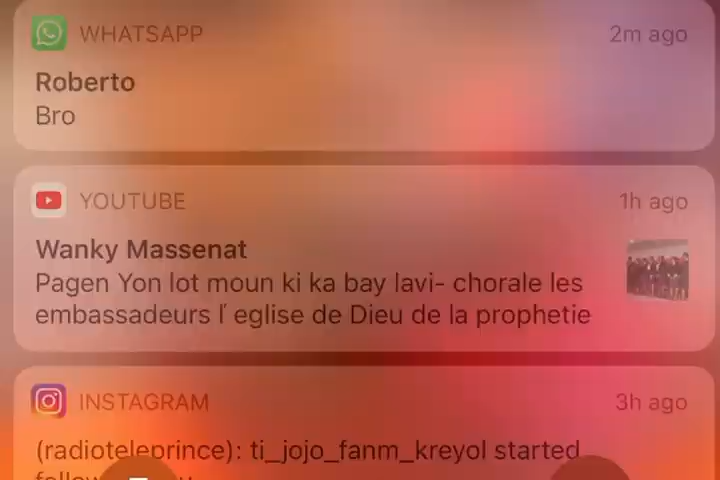 WHATSAPP 2m ago
Roberto
Bro
YOUTUBE 1h ago
Wanky Massenat
Pagen Yon lot moun ki ka bay lavi- chorale les
embassadeurs l' eglise de Dieu de la prophetie
INSTAGRAM 3h ago
(radioteleprince): ti_jojo_fanm_kreyol started